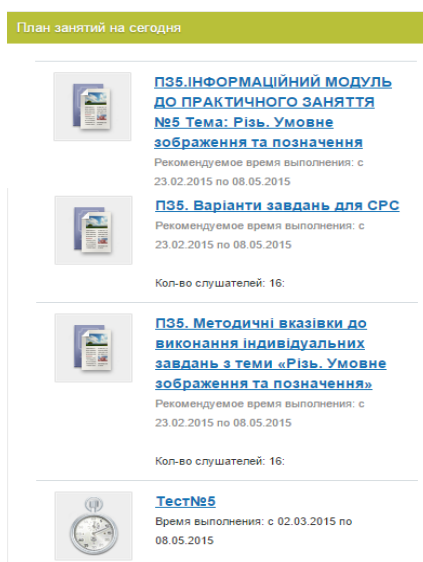 План занятий на сегодня
ПЗ5.ІНФОРМАЦІЙНИЙ МОДУЛЬ
ДО ПРАКТИЧНОГО ЗАНЯТТЯ
№5 Тема: Різь. Умовне
зображення та позначення
Рекомендуемое время выполнения: с
23.02.2015 по 08.05.2015
ПЗ5. Варіанти завдань для СРС
Рекомендуемое время выполнения: с
23.02.2015 по 08.05.2015
Кол-во слушателей: 16:
ПЗ5. Методичні вказівки до
виконання індивідуальних
завдань з теми «Різь. Умовне
зображення та позначення»
Рекомендуемое время выполнения: с
23.02.2015 по 08.05.2015
Кол-во слушателей: 16:
Тест№5
Время выполнения: с 02.03.2015 по
08.05.2015